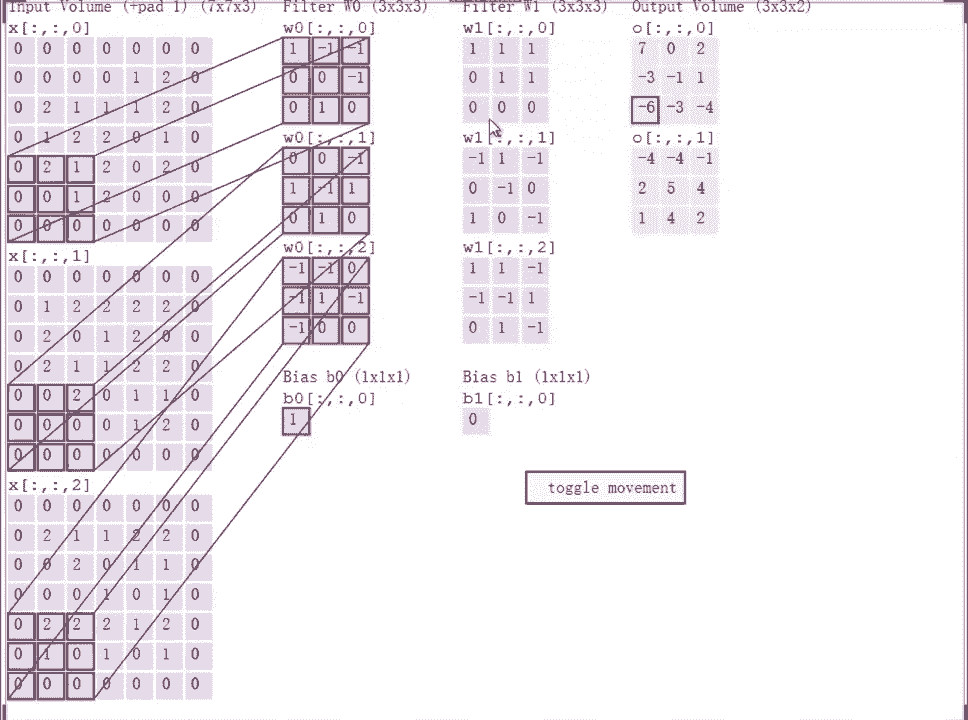 Input Volume (+pad 1) (7x7x3)
x[:,:,0]
0 0 0 0 0 0 0
0 0 0 0 1 2 0
0 2 1 1 1 2 0
0 1 2 2 0 1 0
0 2 1 2 0 2 0
0 0 1 2 0 0 0
0 0 0 0 0 0 0
x[:,:,1]
0 0 0 0 0 0 0
0 1 2 2 2 2 0
0 2 0 1 2 0 0
0 2 1 1 2 2 0
0 0 2 0 1 1 0
0 0 0 0 1 2 0
0 0 0 0 0 0 0
x[:,:,2]
0 0 0 0 0 0 0
0 2 1 1 2 2 0
0 0 2 0 1 1 0
0 0 0 1 0 1 0
0 2 2 2 1 2 0
0 1 0 1 0 1 0
0 0 0 0 0 0 0
Filter W0 (3x3x3)
w0[:,:,0]
1 -1 -1
0 0 -1
0 1 0
w0[:,:,1]
0 0 -1
1 -1 1
0 1 0
w0[:,:,2]
-1 -1 0
-1 1 -1
-1 0 0
Bias b0 (1x1x1)
b0[:,:,0]
1
Filter W1 (3x3x3)
w1[:,:,0]
1 1 1
0 1 1
0 0 0
w1[:,:,1]
-1 1 -1
0 -1 0
1 0 -1
w1[:,:,2]
1 1 -1
-1 -1 1
0 1 -1
Bias b1 (1x1x1)
b1[:,:,0]
0
Output Volume (3x3x2)
o[:,:,0]
7 0 2
-3 -1 1
-6 -3 -4
o[:,:,1]
-4 -4 -1
2 5 4
1 4 2
toggle movement